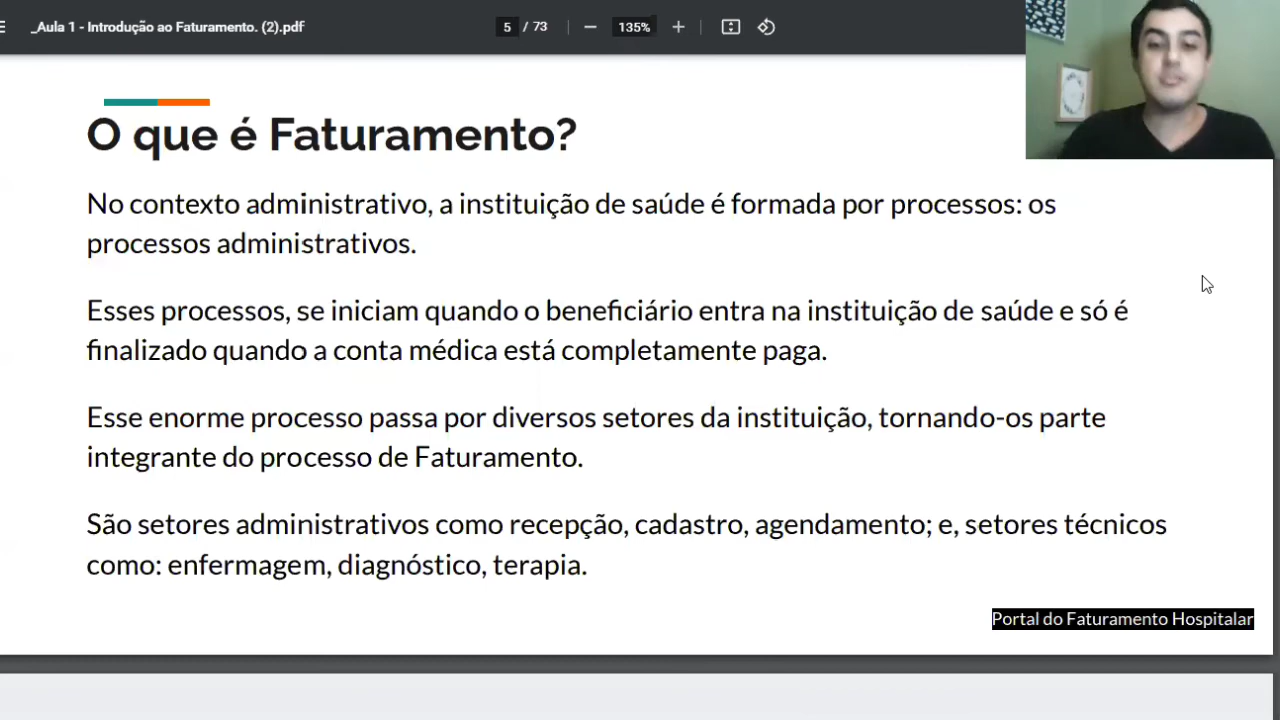 _Aula 1 - Introdução ao Faturamento. (2).pdf
5 / 73
135%
O que é Faturamento?
No contexto administrativo, a instituição de saúde é formada por processos: os
processos administrativos.
Esses processos, se iniciam quando o beneficiário entra na instituição de saúde e só é
finalizado quando a conta médica está completamente paga.
Esse enorme processo passa por diversos setores da instituição, tornando-os parte
integrante do processo de Faturamento.
São setores administrativos como recepção, cadastro, agendamento; e, setores técnicos
como: enfermagem, diagnóstico, terapia.
Portal do Faturamento Hospitalar